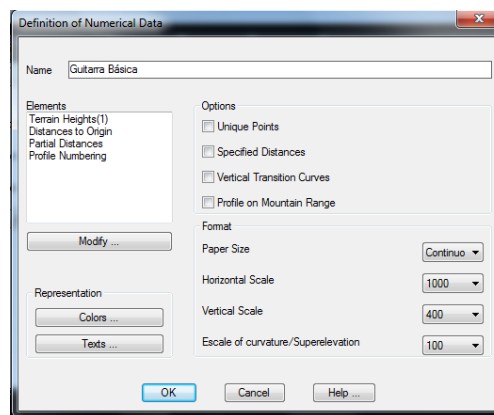 Definition of Numerical Data
Name Guitarra Básica
Elements
Terrain Heights(1)
Distances to Origin
Partial Distances
Profile Numbering
Modify ...
Representation
Colors ...
Texts ...
Options
Unique Points
Specified Distances
Vertical Transition Curves
Profile on Mountain Range
Format
Paper Size Continuo
Horizontal Scale 1000
Vertical Scale 400
Escale of curvature/Superelevation 100
OK Cancel Help ...